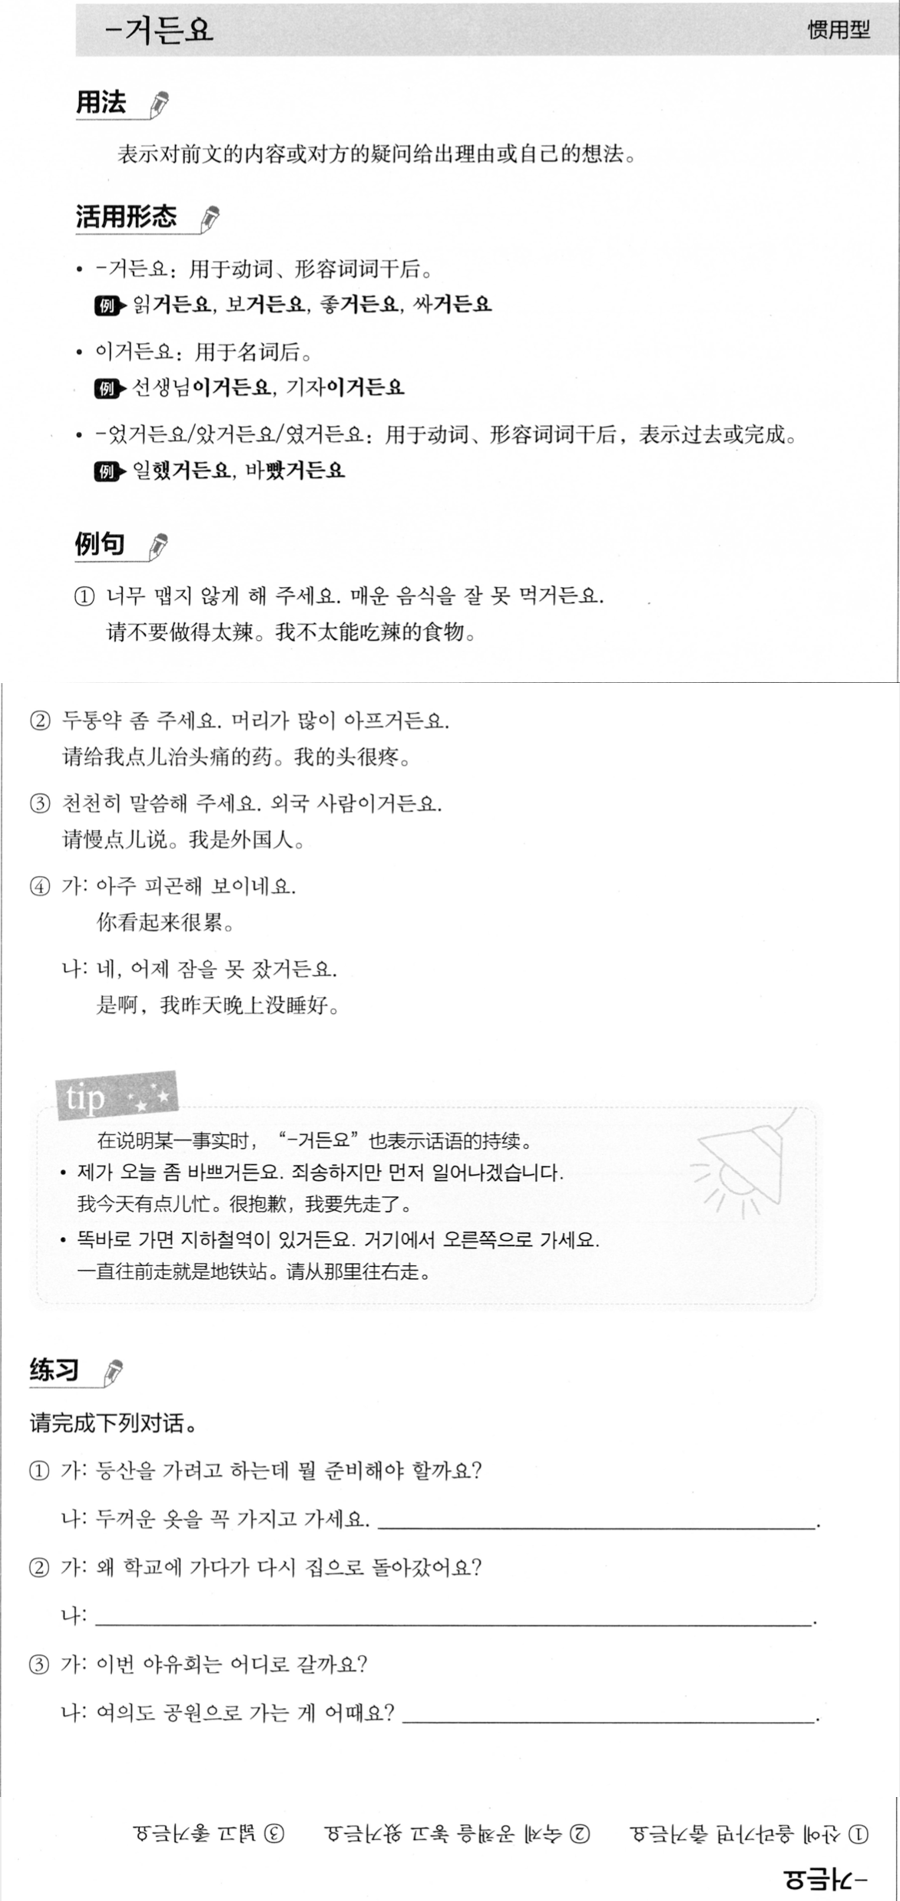 -거든요 惯用型
用法
表示对前文的内容或对方的疑问给出理由或自己的想法。
活用形态
• -거든요: 用于动词、形容词词干后。
例 읽거든요, 보거든요, 좋거든요, 싸거든요
• 이거든요: 用于名词后。
例 선생님이거든요, 기자이거든요
• -었거든요/았거든요/였거든요: 用于动词、形容词词干后，表示过去或完成。
例 일했거든요, 바빴거든요
例句
① 너무 맵지 않게 해 주세요. 매운 음식을 잘 못 먹거든요.
请不要做得太辣。我不太能吃辣的食物。
② 두통약 좀 주세요. 머리가 많이 아프거든요.
请给我点儿治头痛的药。我的头很疼。
③ 천천히 말씀해 주세요. 외국 사람이거든요.
请慢点儿说。我是外国人。
④ 가: 아주 피곤해 보이네요.
你看起来很累。
나: 네, 어제 잠을 못 잤거든요.
是啊，我昨天晚上没睡好。
tip
在说明某一事实时，“-거든요”也表示话语的持续。
• 제가 오늘 좀 바쁘거든요. 죄송하지만 먼저 일어나겠습니다.
我今天有点儿忙。很抱歉，我要先走了。
• 똑바로 가면 지하철역이 있거든요. 거기에서 오른쪽으로 가세요.
一直往前走就是地铁站。请从那里往右走。
练习
请完成下列对话。
① 가: 등산을 가려고 하는데 뭘 준비해야 할까요?
나: 두꺼운 옷을 꼭 가지고 가세요. .
② 가: 왜 학교에 가다가 다시 집으로 돌아갔어요?
나: .
③ 가: 이번 야유회는 어디로 갈까요?
나: 여의도 공원으로 가는 게 어때요? .
-거든요
① 산에 올라가면 춥거든요 ② 숙제 공책을 놓고 왔거든요 ③ 넓고 좋거든요